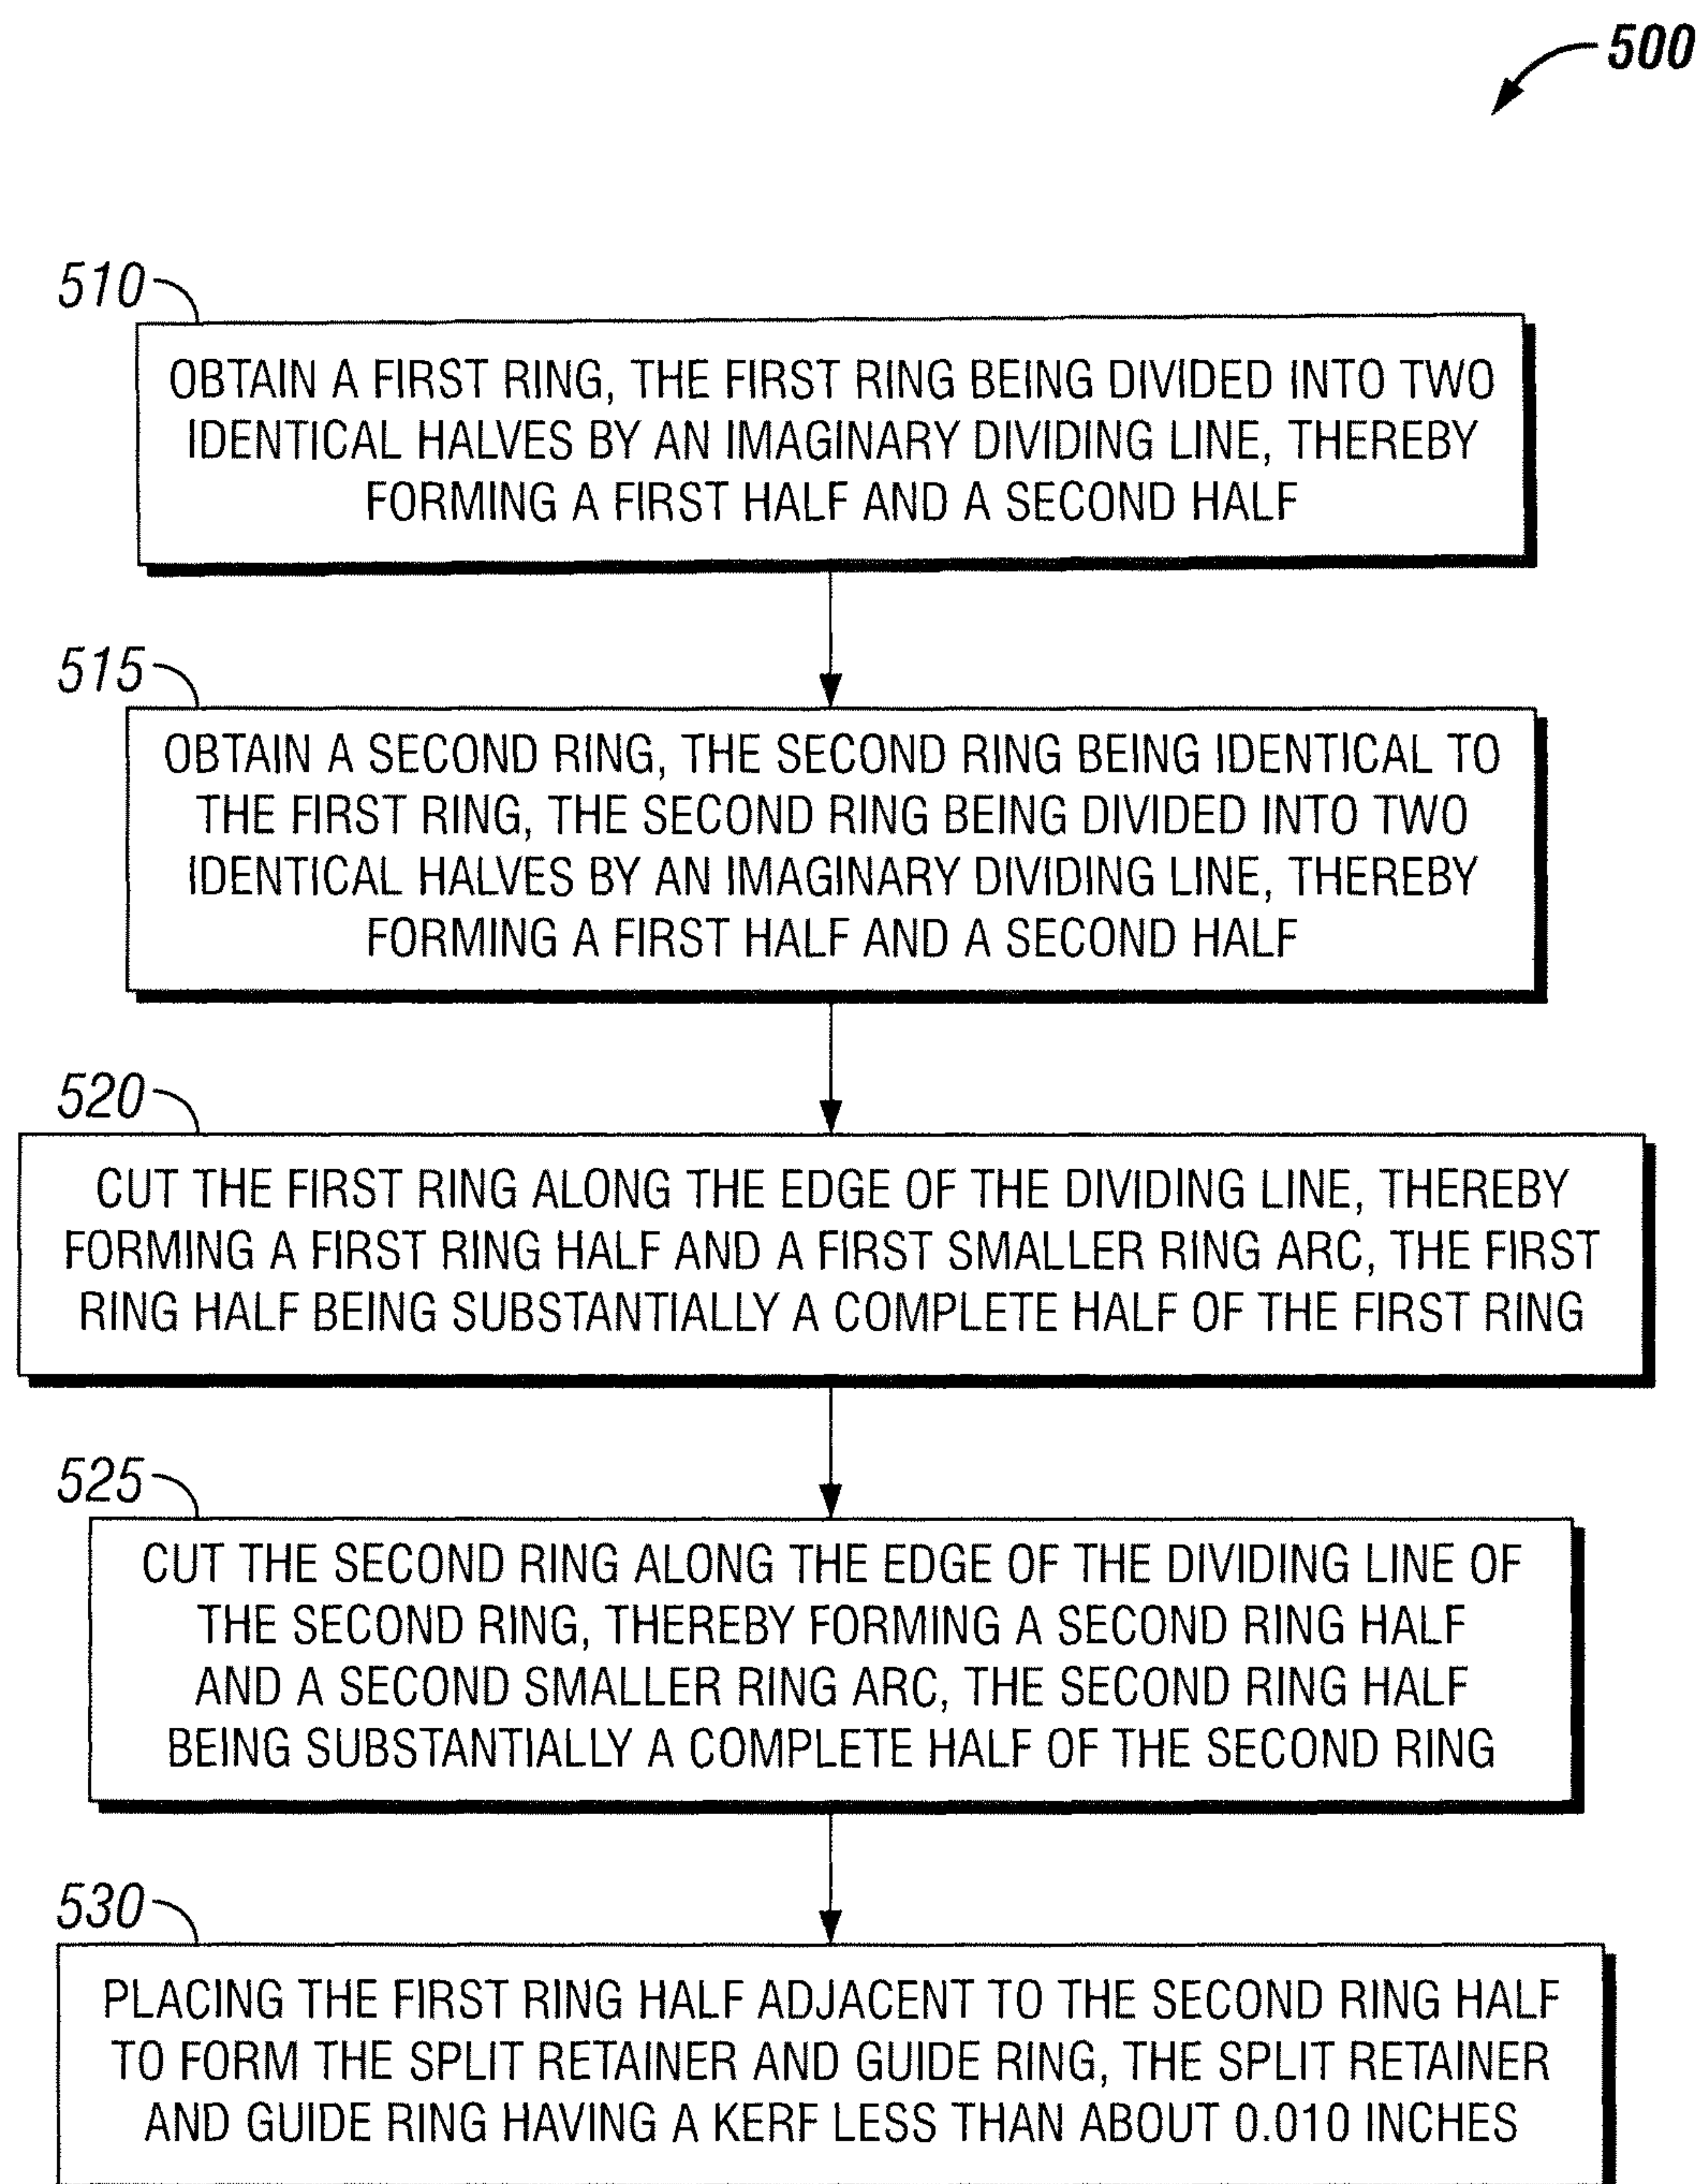 500
510
OBTAIN A FIRST RING, THE FIRST RING BEING DIVIDED INTO TWO
IDENTICAL HALVES BY AN IMAGINARY DIVIDING LINE, THEREBY
FORMING A FIRST HALF AND A SECOND HALF
515
OBTAIN A SECOND RING, THE SECOND RING BEING IDENTICAL TO
THE FIRST RING, THE SECOND RING BEING DIVIDED INTO TWO
IDENTICAL HALVES BY AN IMAGINARY DIVIDING LINE, THEREBY
FORMING A FIRST HALF AND A SECOND HALF
520
CUT THE FIRST RING ALONG THE EDGE OF THE DIVIDING LINE, THEREBY
FORMING A FIRST RING HALF AND A FIRST SMALLER RING ARC, THE FIRST
RING HALF BEING SUBSTANTIALLY A COMPLETE HALF OF THE FIRST RING
525
CUT THE SECOND RING ALONG THE EDGE OF THE DIVIDING LINE OF
THE SECOND RING, THEREBY FORMING A SECOND RING HALF
AND A SECOND SMALLER RING ARC, THE SECOND RING HALF
BEING SUBSTANTIALLY A COMPLETE HALF OF THE SECOND RING
530
PLACING THE FIRST RING HALF ADJACENT TO THE SECOND RING HALF
TO FORM THE SPLIT RETAINER AND GUIDE RING, THE SPLIT RETAINER
AND GUIDE RING HAVING A KERF LESS THAN ABOUT 0.010 INCHES